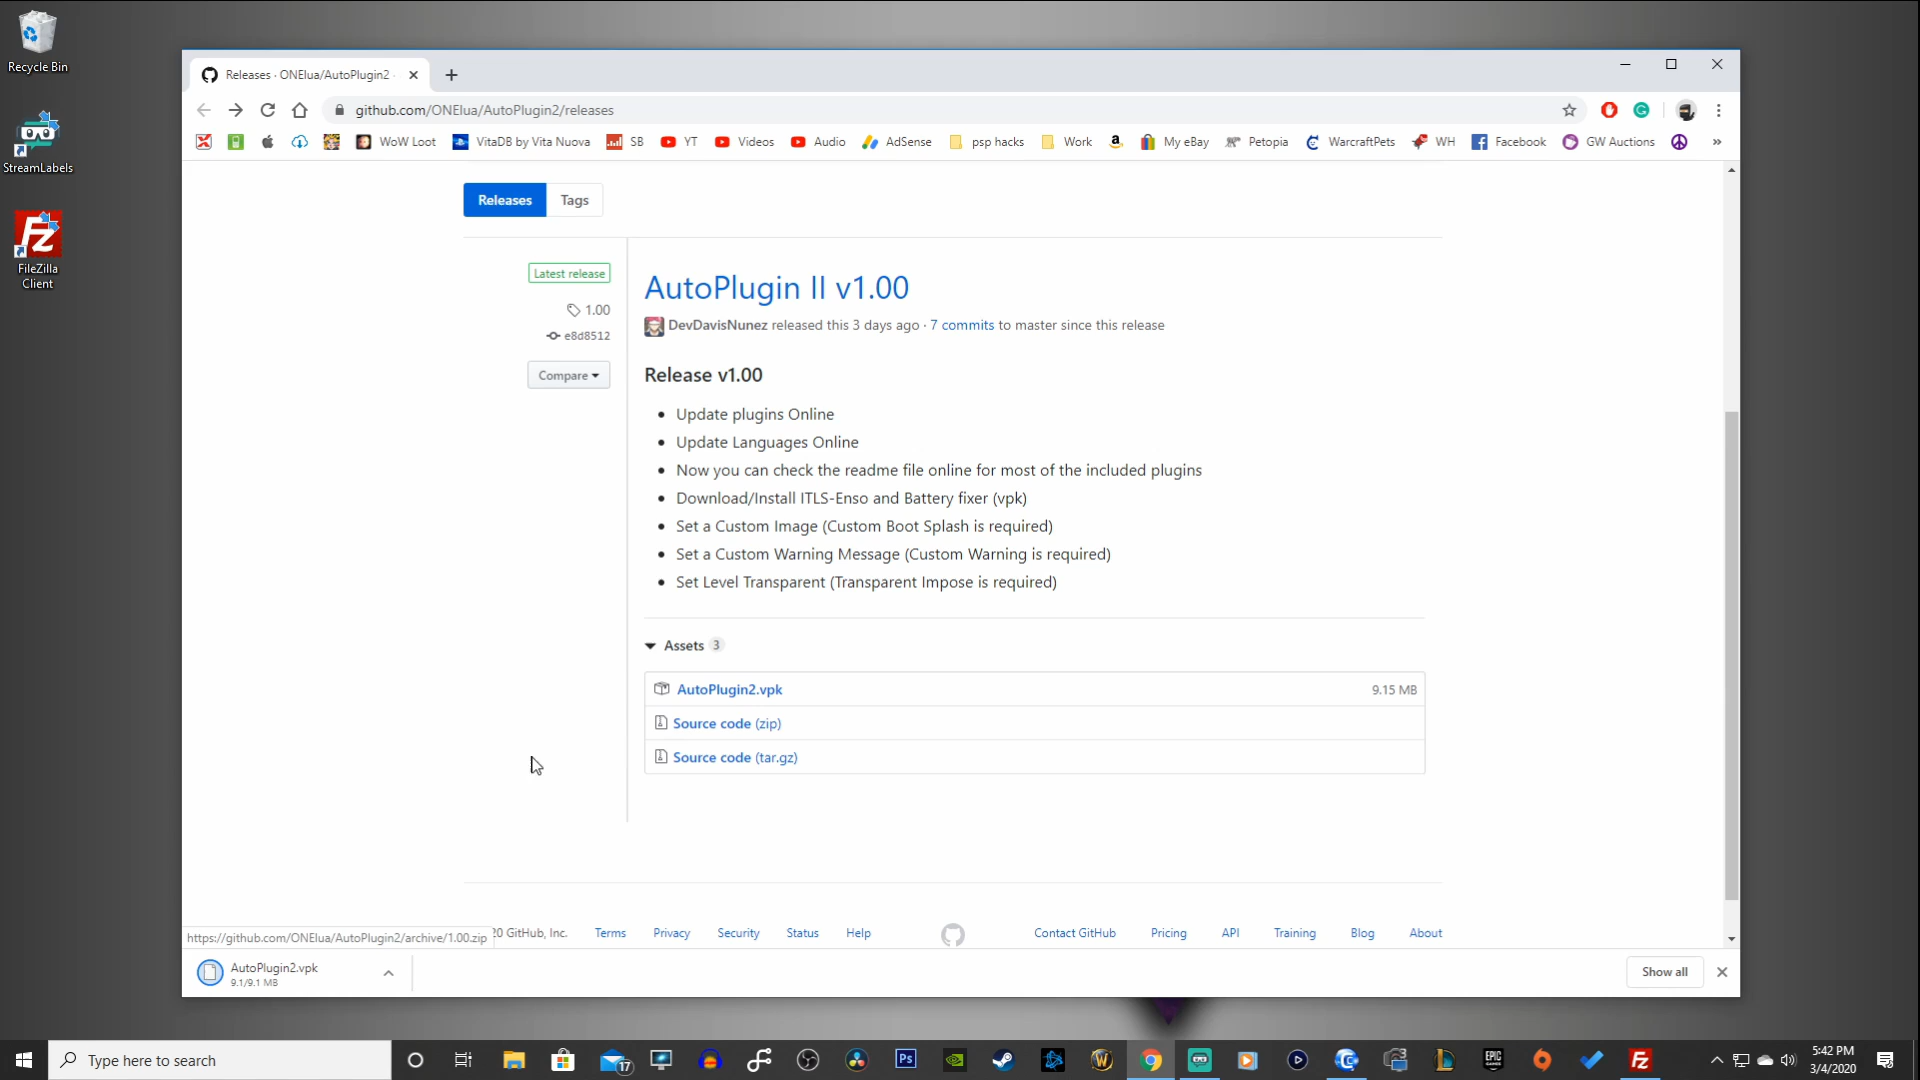 Recycle Bin
StreamLabels
FileZilla
Client
Releases · ONElua/AutoPlugin2
github.com/ONElua/AutoPlugin2/releases
WoW Loot
VitaDB by Vita Nuova
SB
YT
Videos
Audio
AdSense
psp hacks
Work
My eBay
Petopia
WarcraftPets
WH
Facebook
GW Auctions
»
Releases
Tags
Latest release
1.00
e8d8512
Compare
AutoPlugin II v1.00
DevDavisNunez released this 3 days ago · 7 commits to master since this release
Release v1.00
• Update plugins Online
• Update Languages Online
• Now you can check the readme file online for most of the included plugins
• Download/Install ITLS-Enso and Battery fixer (vpk)
• Set a Custom Image (Custom Boot Splash is required)
• Set a Custom Warning Message (Custom Warning is required)
• Set Level Transparent (Transparent Impose is required)
Assets 3
AutoPlugin2.vpk 9.15 MB
Source code (zip)
Source code (tar.gz)
20 GitHub, Inc. Terms Privacy Security Status Help Contact GitHub Pricing API Training Blog About
https://github.com/ONElua/AutoPlugin2/archive/1.00.zip
AutoPlugin2.vpk
9.1/9.1 MB
Show all
Type here to search
17
Ps
EPIC
GAMES
Fz
5:42 PM
3/4/2020